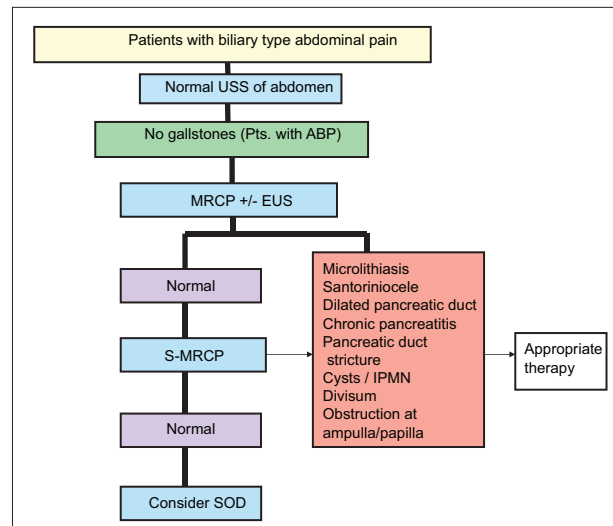 Patients with biliary type abdominal pain
Normal USS of abdomen
No gallstones (Pts. with ABP)
MRCP +/- EUS
Normal
S-MRCP
Normal
Consider SOD
Microlithiasis
Santoriniocele
Dilated pancreatic duct
Chronic pancreatitis
Pancreatic duct
stricture
Cysts / IPMN
Divisum
Obstruction at
ampulla/papilla
Appropriate
therapy